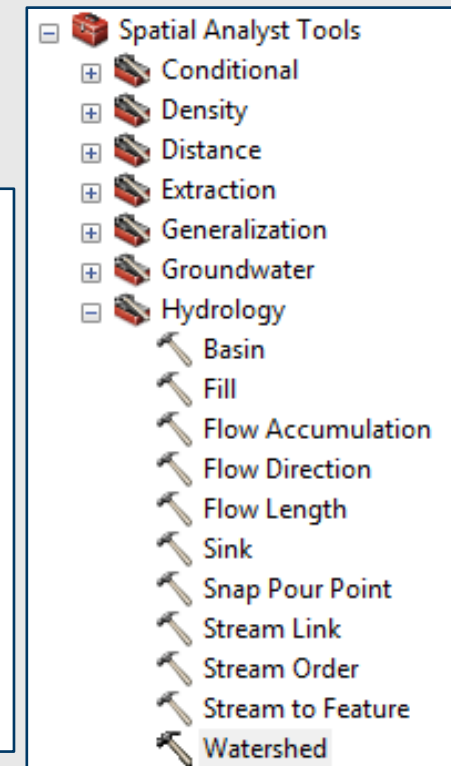 Spatial Analyst Tools
Conditional
Density
Distance
Extraction
Generalization
Groundwater
Hydrology
Basin
Fill
Flow Accumulation
Flow Direction
Flow Length
Sink
Snap Pour Point
Stream Link
Stream Order
Stream to Feature
Watershed